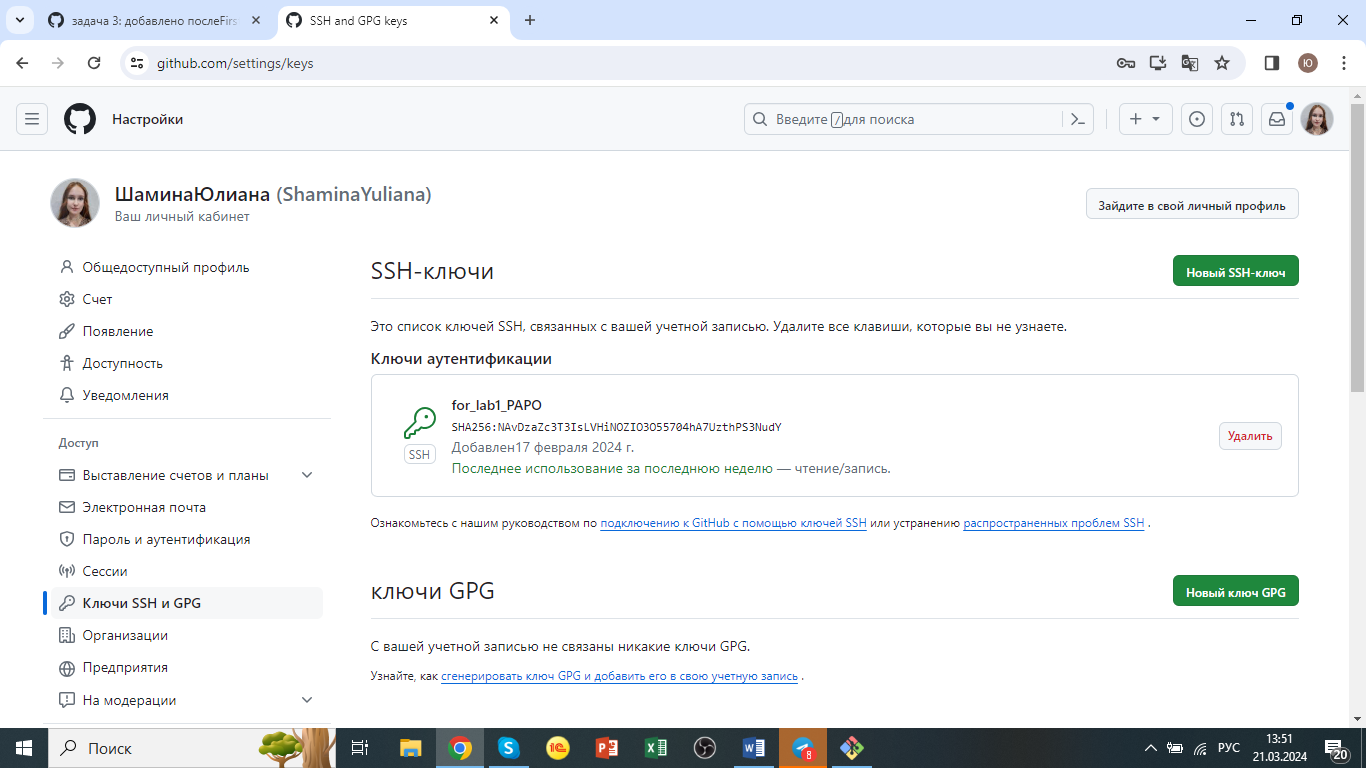 задача 3: добавлено послеFirs
SSH and GPG keys
github.com/settings/keys
Ю
Настройки
Введите / для поиска
ШаминаЮлиана (ShaminaYuliana)
Ваш личный кабинет
Зайдите в свой личный профиль
Общедоступный профиль
Счет
Появление
Доступность
Уведомления
Доступ
Выставление счетов и планы
Электронная почта
Пароль и аутентификация
Сессии
Ключи SSH и GPG
Организации
Предприятия
На модерации
SSH-ключи
Новый SSH-ключ
Это список ключей SSH, связанных с вашей учетной записью. Удалите все клавиши, которые вы не узнаете.
Ключи аутентификации
for_lab1_PAPO
SHA256:NAvDzaZc3T3IsLVHiNOZIO3O55704hA7UzthPS3NudY
SSH
Добавлен17 февраля 2024 г.
Последнее использование за последнюю неделю — чтение/запись.
Удалить
Ознакомьтесь с нашим руководством по подключению к GitHub с помощью ключей SSH или устранению распространенных проблем SSH .
ключи GPG
Новый ключ GPG
С вашей учетной записью не связаны никакие ключи GPG.
Узнайте, как сгенерировать ключ GPG и добавить его в свою учетную запись .
Поиск
8
РУС
13:51
21.03.2024
20